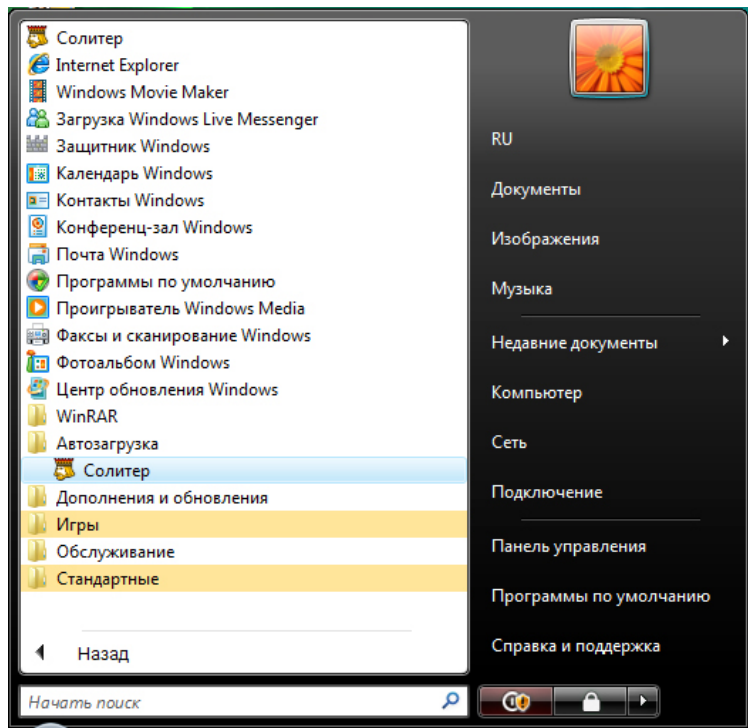 Солитер
Internet Explorer
Windows Movie Maker
Загрузка Windows Live Messenger
Защитник Windows
Календарь Windows
Контакты Windows
Конференц-зал Windows
Почта Windows
Программы по умолчанию
Проигрыватель Windows Media
Факсы и сканирование Windows
Фотоальбом Windows
Центр обновления Windows
WinRAR
Автозагрузка
Солитер
Дополнения и обновления
Игры
Обслуживание
Стандартные
Назад
Начать поиск
RU
Документы
Изображения
Музыка
Недавние документы
Компьютер
Сеть
Подключение
Панель управления
Программы по умолчанию
Справка и поддержка